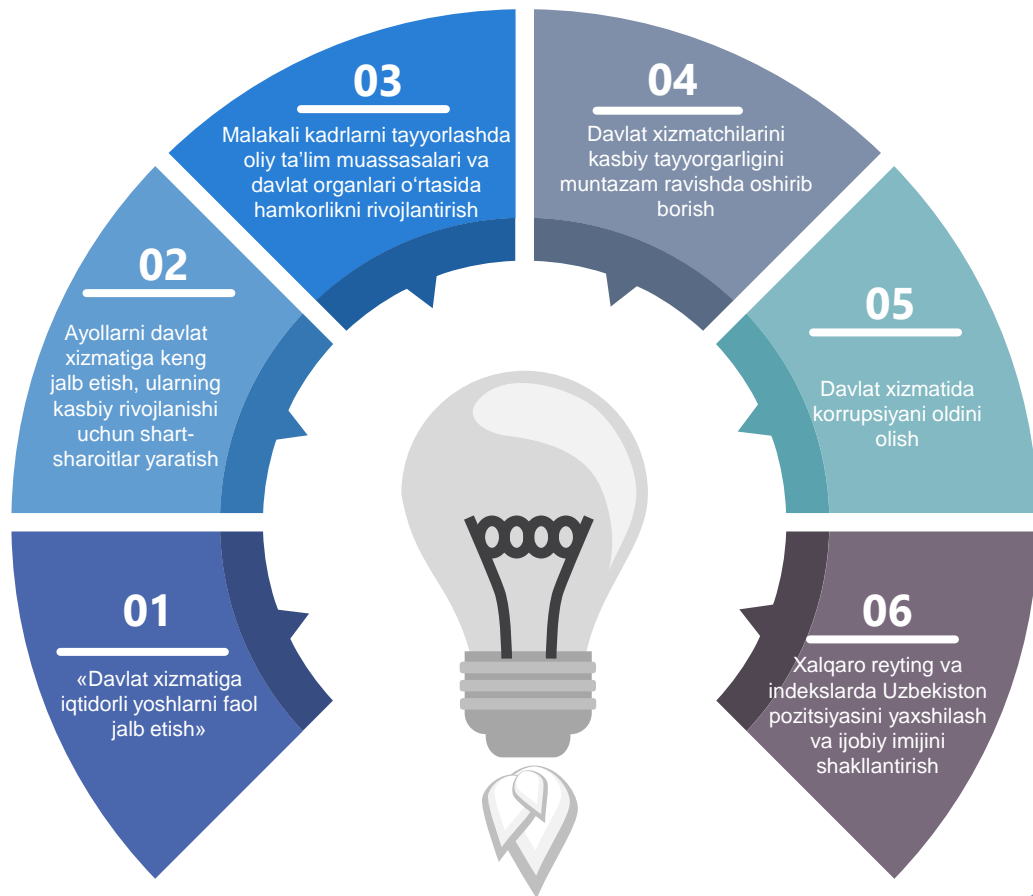 01
«Davlat xizmatiga
iqtidorli yoshlarni faol
jalb etish»
02
Ayollarni davlat
xizmatiga keng
jalb etish, ularning
kasbiy rivojlanishi
uchun shart-
sharoitlar yaratish
03
Malakali kadrlarni tayyorlashda
oliy ta’lim muassasalari va
davlat organlari o‘rtasida
hamkorlikni rivojlantirish
04
Davlat xizmatchilarini
kasbiy tayyorgarligini
muntazam ravishda oshirib
borish
05
Davlat xizmatida
korrupsiyani oldini
olish
06
Xalqaro reyting va
indekslarda Uzbekiston
pozitsiyasini yaxshilash
va ijobiy imijini
shakllantirish